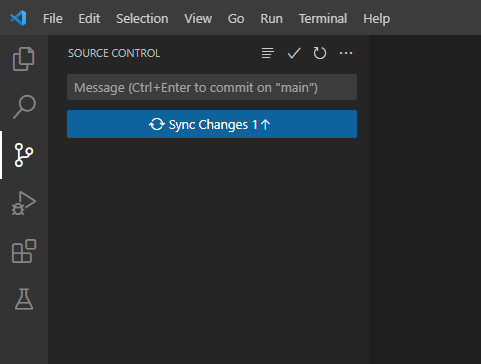 File Edit Selection View Go Run Terminal Help
SOURCE CONTROL
Message (Ctrl+Enter to commit on "main")
Sync Changes 1↑